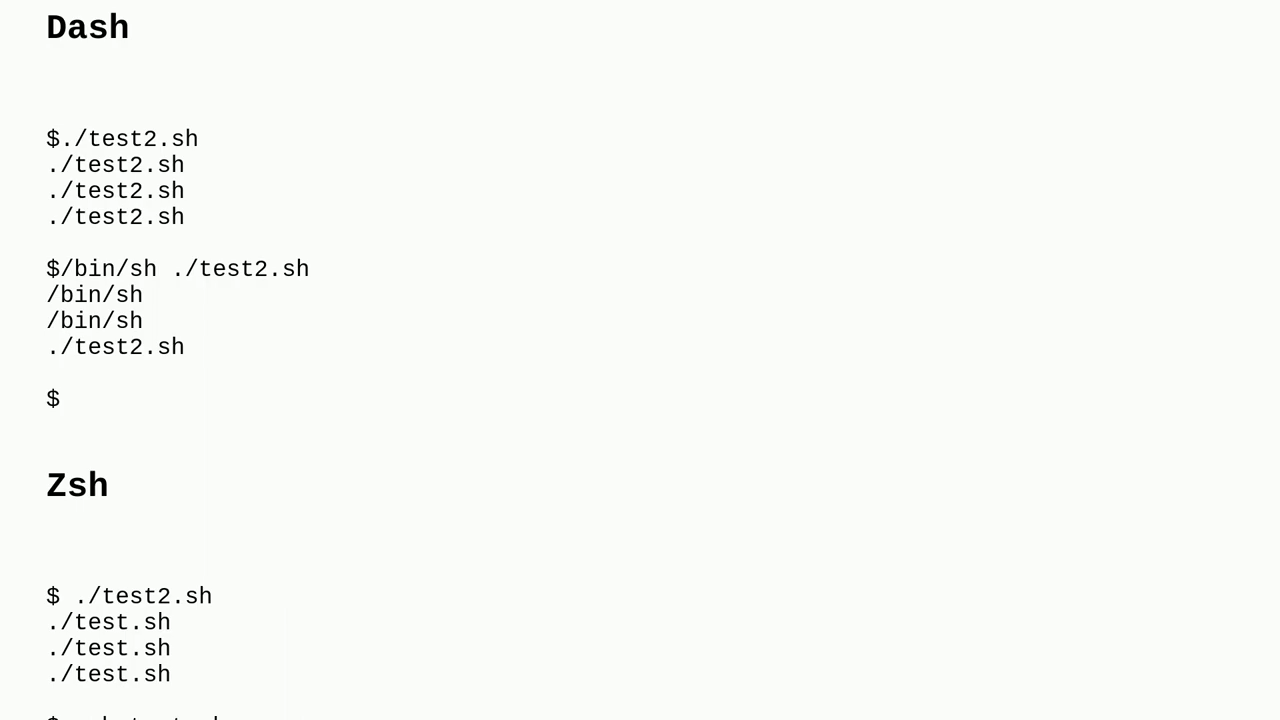 Dash
$./test2.sh
./test2.sh
./test2.sh
./test2.sh
$/bin/sh ./test2.sh
/bin/sh
/bin/sh
./test2.sh
$
Zsh
$ ./test2.sh
./test.sh
./test.sh
./test.sh